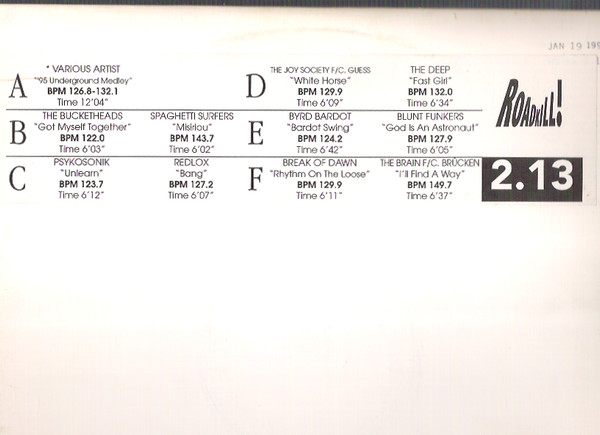 JAN 19 199
A
* VARIOUS ARTIST
"'95 Underground Medley"
BPM 126.8-132.1
Time 12'04"
D
THE JOY SOCIETY F/C. GUESS
"White Horse"
BPM 129.9
Time 6'09"
THE DEEP
"Fast Girl"
BPM 132.0
Time 6'34"
ROADKILL!
B
THE BUCKETHEADS
"Got Myself Together"
BPM 122.0
Time 6'03"
SPAGHETTI SURFERS
"Misiriou"
BPM 143.7
Time 6'02"
E
BYRD BARDOT
"Bardot Swing"
BPM 124.2
Time 6'42"
BLUNT FUNKERS
"God Is An Astronaut"
BPM 127.9
Time 6'05"
C
PSYKOSONIK
"Unlearn"
BPM 123.7
Time 6'12"
REDLOX
"Bang"
BPM 127.2
Time 6'07"
F
BREAK OF DAWN
"Rhythm On The Loose"
BPM 129.9
Time 6'11"
THE BRAIN F/C. BRÜCKEN
"I'll Find A Way"
BPM 149.7
Time 6'37"
2.13